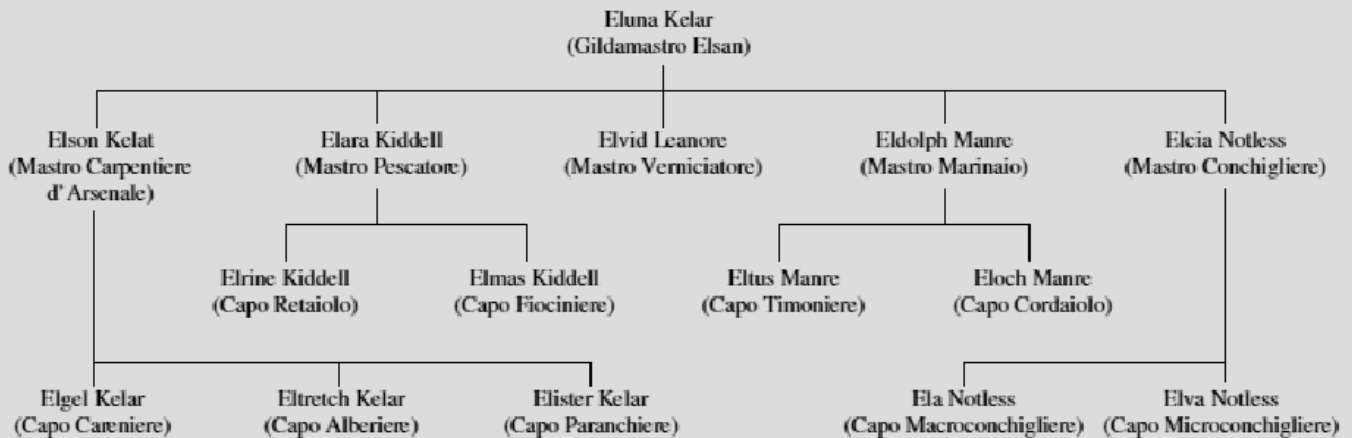 Eluna Kelar
(Gildamastro Elsan)
Elson Kelat
(Mastro Carpentiere
d'Arsenale)
Elara Kiddell
(Mastro Pescatore)
Elvid Leanore
(Mastro Verniciatore)
Eldolph Manre
(Mastro Marinaio)
Elcia Notless
(Mastro Conchigliere)
Elrine Kiddell
(Capo Retaiolo)
Elmas Kiddell
(Capo Fiociniere)
Eltus Manre
(Capo Timoniere)
Eloch Manre
(Capo Cordaiolo)
Elgel Kelar
(Capo Careniere)
Eltretch Kelar
(Capo Alberiere)
Elister Kelar
(Capo Paranchiere)
Ela Notless
(Capo Macroconchigliere)
Elva Notless
(Capo Microconchigliere)